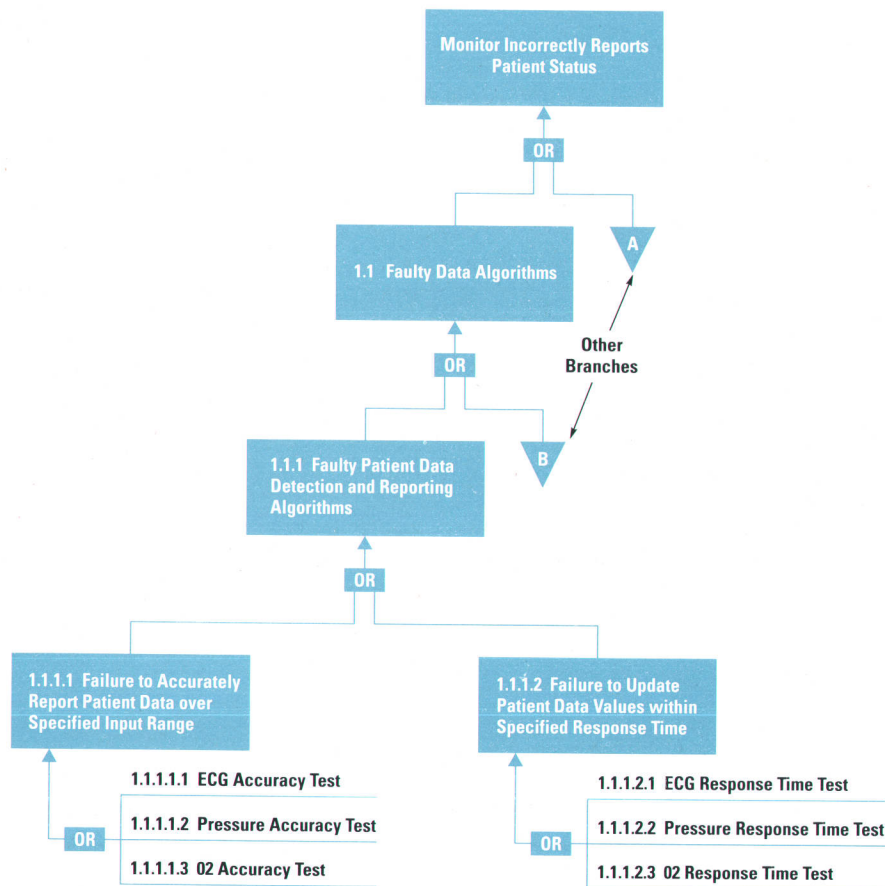 Monitor Incorrectly Reports
Patient Status
OR
A
1.1 Faulty Data Algorithms
Other
Branches
OR
B
1.1.1 Faulty Patient Data
Detection and Reporting
Algorithms
OR
1.1.1.1 Failure to Accurately
Report Patient Data over
Specified Input Range
1.1.1.2 Failure to Update
Patient Data Values within
Specified Response Time
1.1.1.1.1 ECG Accuracy Test
1.1.1.1.2 Pressure Accuracy Test
1.1.1.1.3 02 Accuracy Test
OR
1.1.1.2.1 ECG Response Time Test
1.1.1.2.2 Pressure Response Time Test
1.1.1.2.3 02 Response Time Test
OR